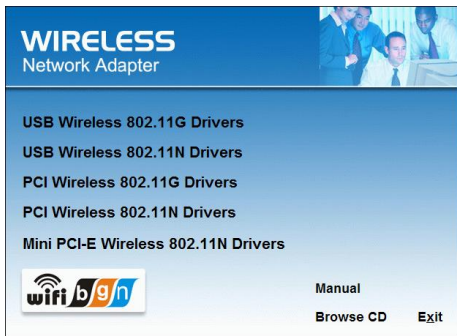 WIRELESS
Network Adapter
USB Wireless 802.11G Drivers
USB Wireless 802.11N Drivers
PCI Wireless 802.11G Drivers
PCI Wireless 802.11N Drivers
Mini PCI-E Wireless 802.11N Drivers
wifi b g n
Manual
Browse CD Exit